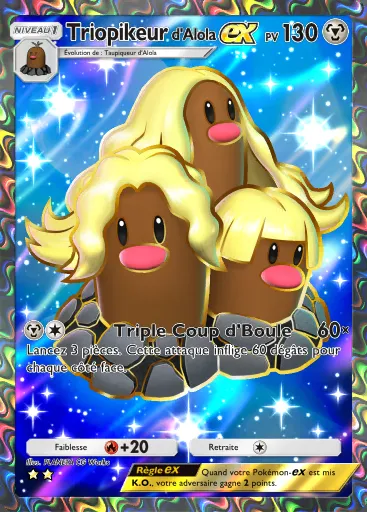 NIVEAU 1
Triopikeur d'Alola ex PV 130
Évolution de : Taupiqueur d'Alola
Triple Coup d'Boule 60×
Lancez 3 pièces. Cette attaque inflige 60 dégâts pour
chaque côté face.
Faiblesse +20 Retraite
Illus. PLANETA CG Works
Règle ex Quand votre Pokémon-ex est mis
K.O., votre adversaire gagne 2 points.